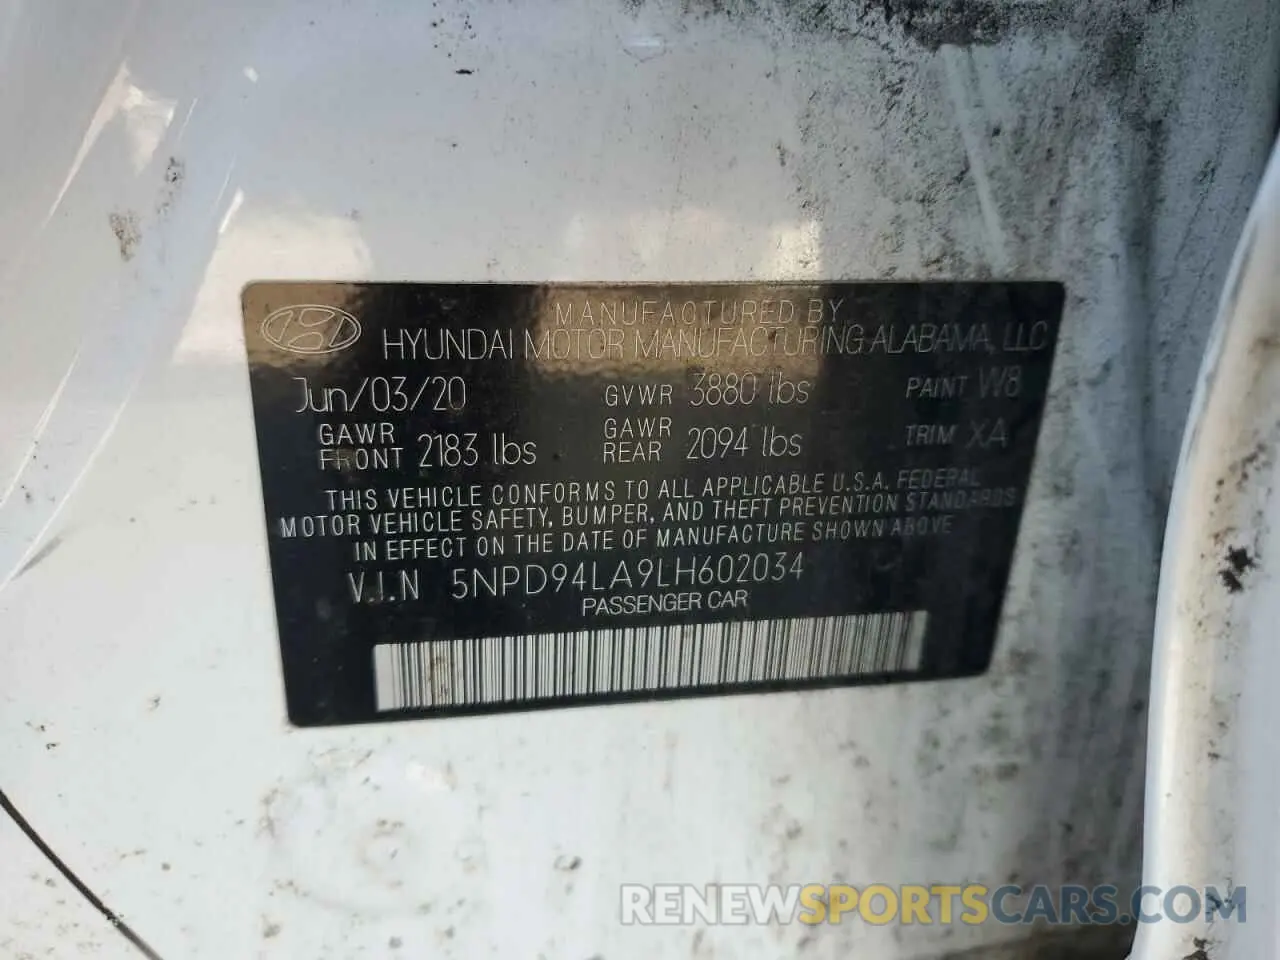 MANUFACTURED BY
HYUNDAI MOTOR MANUFACTURING ALABAMA, LLC
Jun/03/20 GVWR 3880 lbs PAINT W8
GAWR FRONT 2183 lbs GAWR REAR 2094 lbs TRIM XA
THIS VEHICLE CONFORMS TO ALL APPLICABLE U.S.A. FEDERAL
MOTOR VEHICLE SAFETY, BUMPER, AND THEFT PREVENTION STANDARDS
IN EFFECT ON THE DATE OF MANUFACTURE SHOWN ABOVE
V.I.N 5NPD94LA9LH602034
PASSENGER CAR
RENEWSPORTSCARS.COM